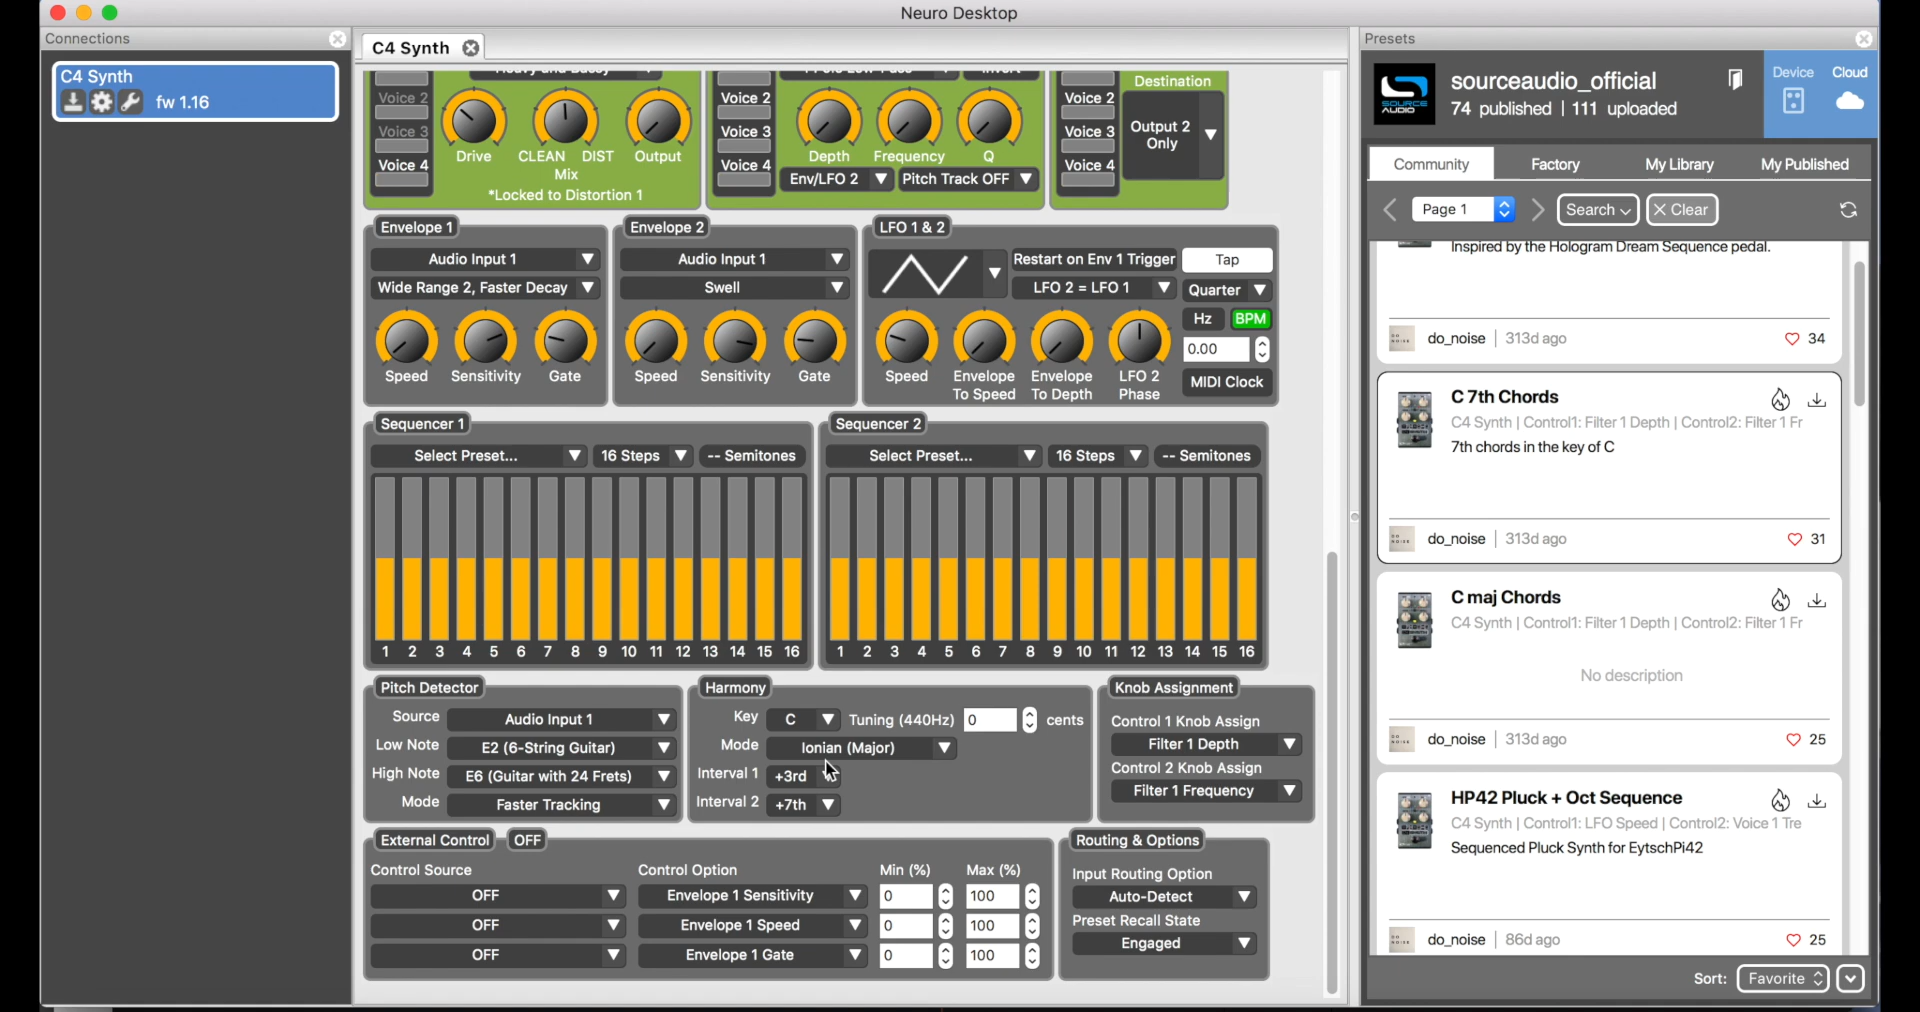 Neuro Desktop
Connections
C4 Synth
fw 1.16
C4 Synth
Heavy and Bassy
Voice 2
Voice 3
Voice 4
Drive
CLEAN DIST
Mix
Output
*Locked to Distortion 1
Invert
Voice 2
Voice 3
Voice 4
Depth
Frequency
Q
Env/LFO 2
Pitch Track OFF
Voice 2
Voice 3
Voice 4
Destination
Output 2
Only
Envelope 1
Audio Input 1
Wide Range 2, Faster Decay
Speed
Sensitivity
Gate
Envelope 2
Audio Input 1
Swell
Speed
Sensitivity
Gate
LFO 1 & 2
Restart on Env 1 Trigger
Tap
LFO 2 = LFO 1
Quarter
Hz
BPM
0.00
MIDI Clock
Speed
Envelope
To Speed
Envelope
To Depth
LFO 2
Phase
Sequencer 1
Select Preset...
16 Steps
-- Semitones
1 2 3 4 5 6 7 8 9 10 11 12 13 14 15 16
Sequencer 2
Select Preset...
16 Steps
-- Semitones
1 2 3 4 5 6 7 8 9 10 11 12 13 14 15 16
Pitch Detector
Source Audio Input 1
Low Note E2 (6-String Guitar)
High Note E6 (Guitar with 24 Frets)
Mode Faster Tracking
Harmony
Key C Tuning (440Hz) 0 cents
Mode Ionian (Major)
Interval 1 +3rd
Interval 2 +7th
Knob Assignment
Control 1 Knob Assign
Filter 1 Depth
Control 2 Knob Assign
Filter 1 Frequency
External Control OFF
Control Source Control Option Min (%) Max (%)
OFF Envelope 1 Sensitivity 0 100
OFF Envelope 1 Speed 0 100
OFF Envelope 1 Gate 0 100
Routing & Options
Input Routing Option
Auto-Detect
Preset Recall State
Engaged
Presets
SOURCE
AUDIO
sourceaudio_official
74 published | 111 uploaded
Device
Cloud
Community
Factory
My Library
My Published
Page 1
Search
Clear
Inspired by the Hologram Dream Sequence pedal.
do_noise | 313d ago 34
C 7th Chords
C4 Synth | Control1: Filter 1 Depth | Control2: Filter 1 Fr
7th chords in the key of C
do_noise | 313d ago 31
C maj Chords
C4 Synth | Control1: Filter 1 Depth | Control2: Filter 1 Fr
No description
do_noise | 313d ago 25
HP42 Pluck + Oct Sequence
C4 Synth | Control1: LFO Speed | Control2: Voice 1 Tre
Sequenced Pluck Synth for EytschPi42
do_noise | 86d ago 25
Sort: Favorite